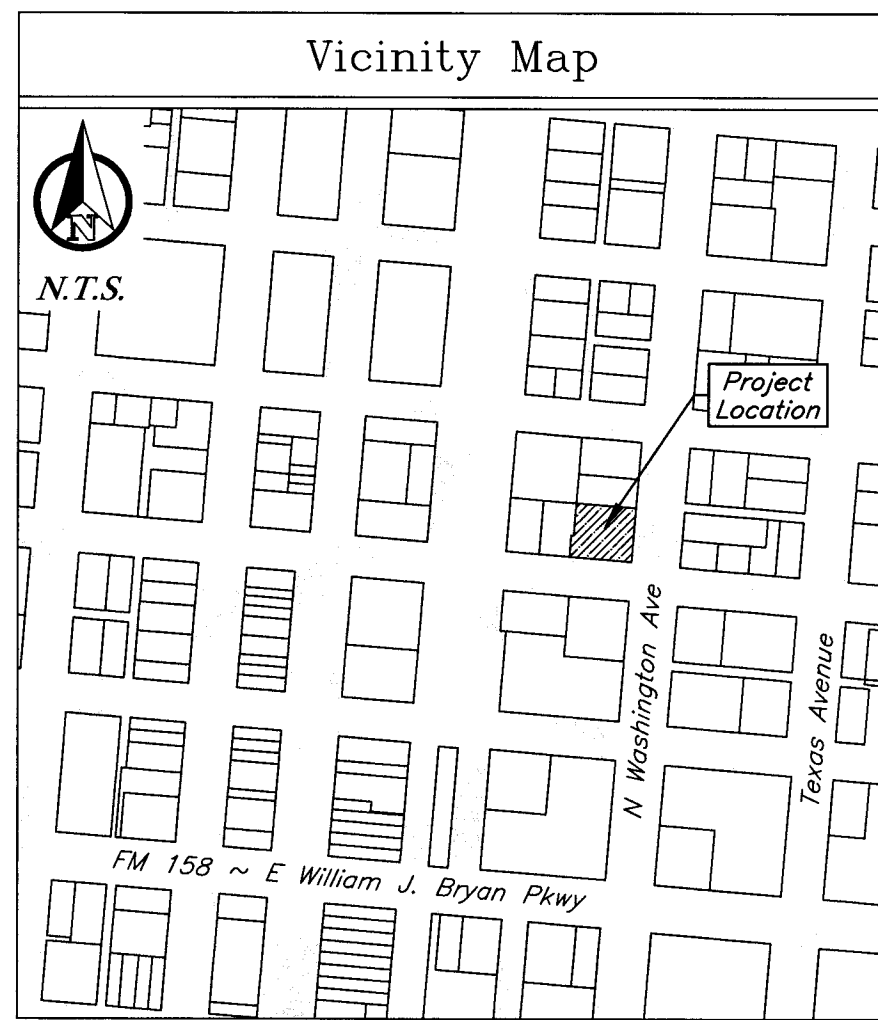 Vicinity Map
N
N.T.S.
Project
Location
N Washington Ave
Texas Avenue
FM 158 ~ E William J. Bryan Pkwy